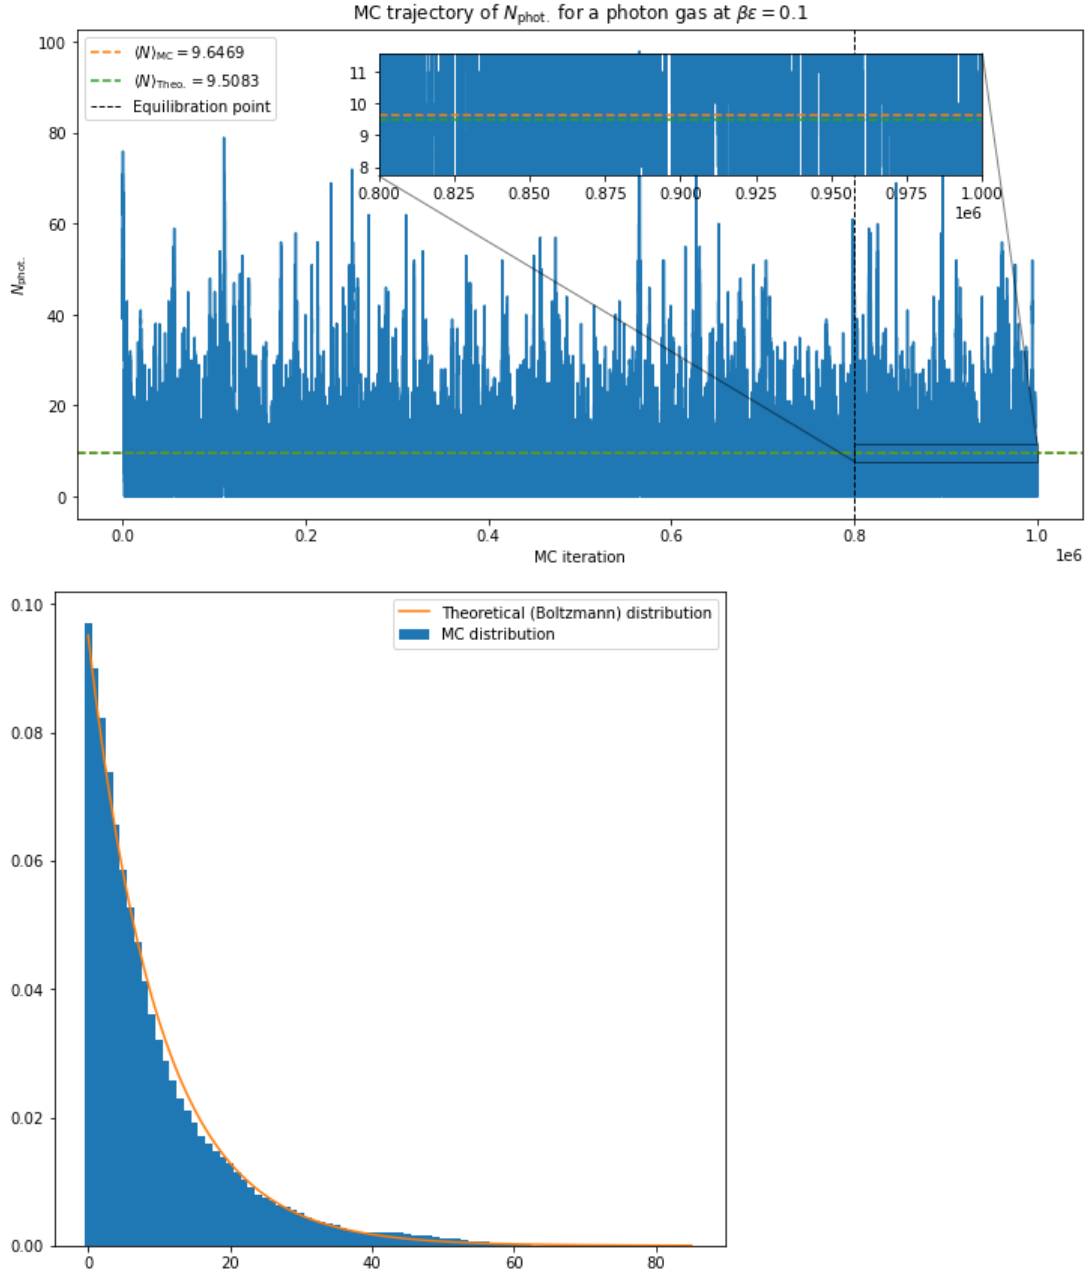 MC trajectory of N_phot. for a photon gas at βε = 0.1
100
80
60
40
20
0
N_phot.
⟨N⟩_MC = 9.6469
⟨N⟩_Theo. = 9.5083
Equilibration point
11
10
9
8
0.800 0.825 0.850 0.875 0.900 0.925 0.950 0.975 1.000
1e6
0.0 0.2 0.4 0.6 0.8 1.0
1e6
MC iteration
0.10
0.08
0.06
0.04
0.02
0.00
Theoretical (Boltzmann) distribution
MC distribution
0 20 40 60 80